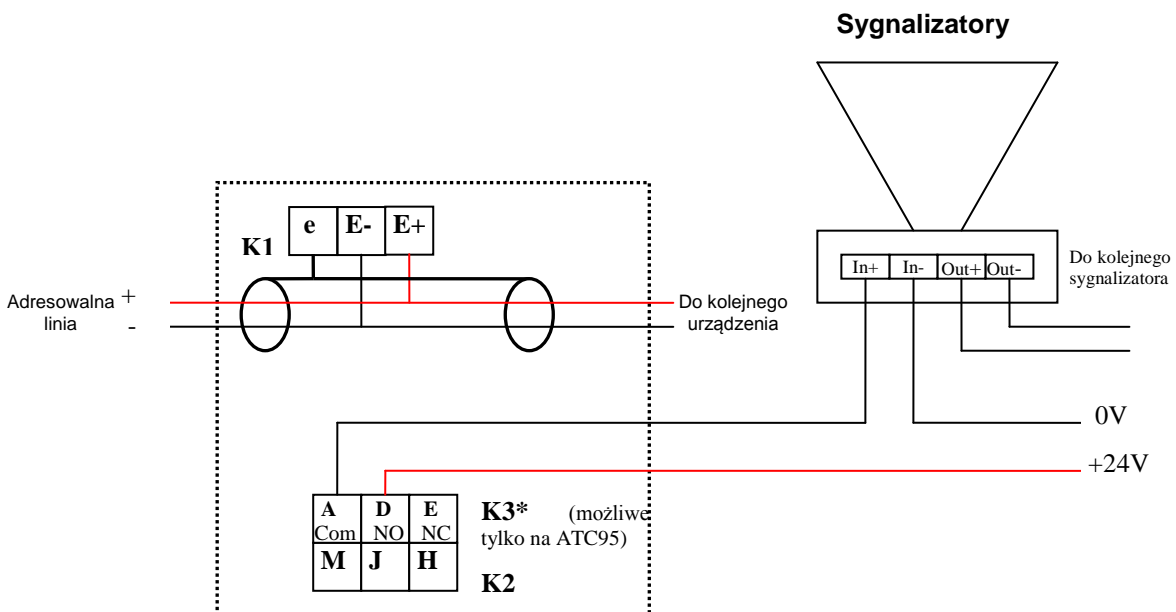 Sygnalizatory
e E- E+
K1
In+ In- Out+ Out-
Do kolejnego
sygnalizatora
Adresowalna +
linia -
Do kolejnego
urządzenia
0V
+24V
A D E
Com NO NC
K3* (możliwe
tylko na ATC95)
M J H
K2